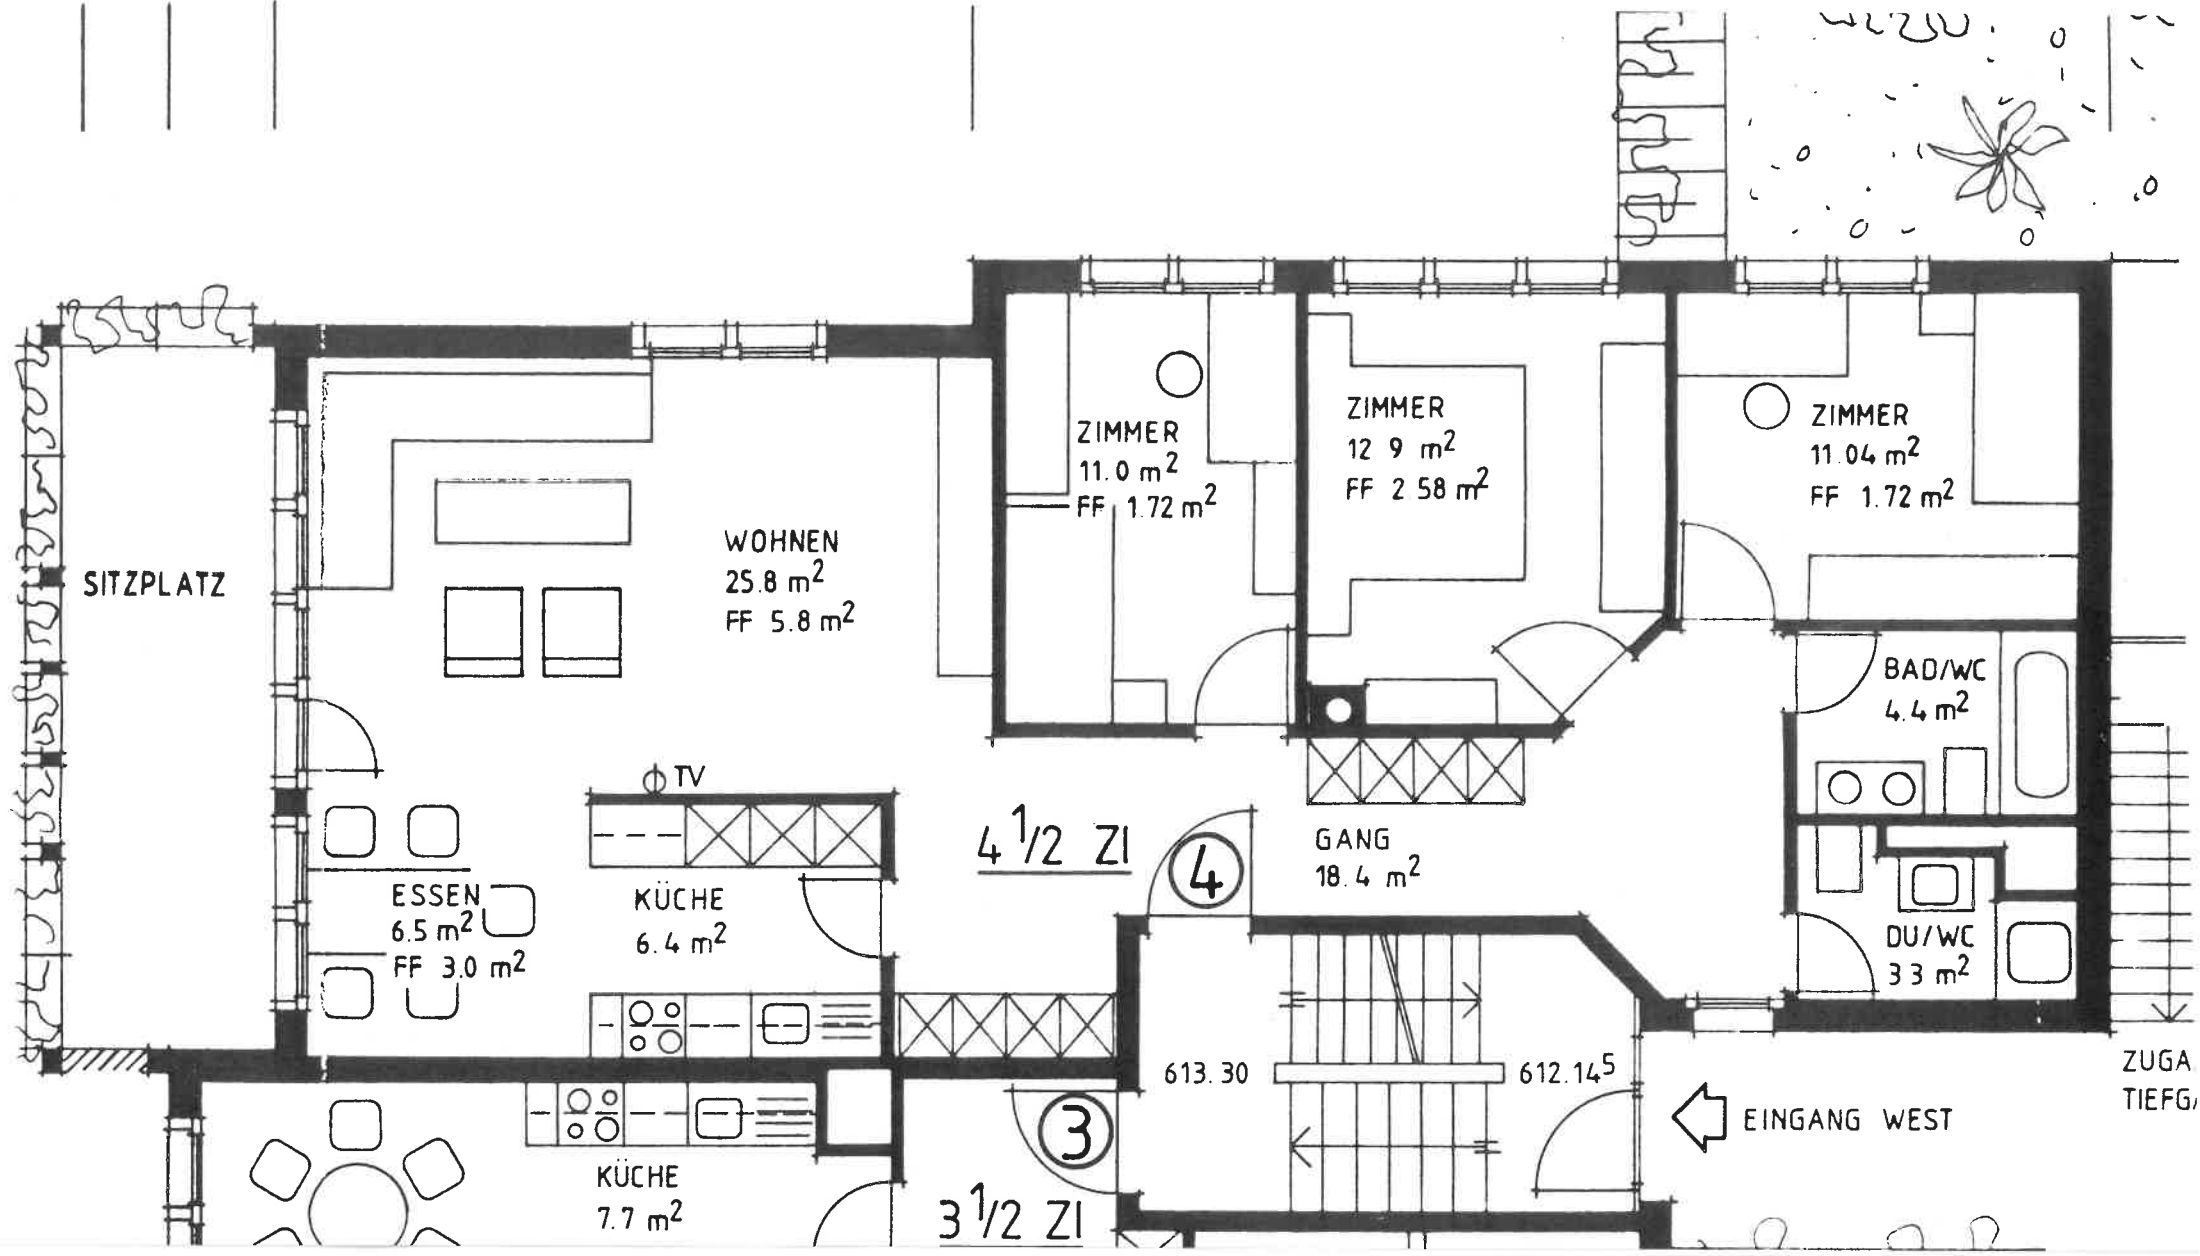 ZIMMER
12 9 m²
FF 2.58 m²
ZIMMER
11.04 m²
FF 1.72 m²
ZIMMER
11.0 m²
FF 1.72 m²
WOHNEN
25.8 m²
FF 5.8 m²
SITZPLATZ
BAD/WC
4.4 m²
TV
4 1/2 ZI
4
GANG
18.4 m²
ESSEN
6.5 m²
FF 3.0 m²
KÜCHE
6.4 m²
DU/WC
3 3 m²
613.30
612.14⁵
ZUGA
TIEFG
EINGANG WEST
3
KÜCHE
7.7 m²
3 1/2 ZI